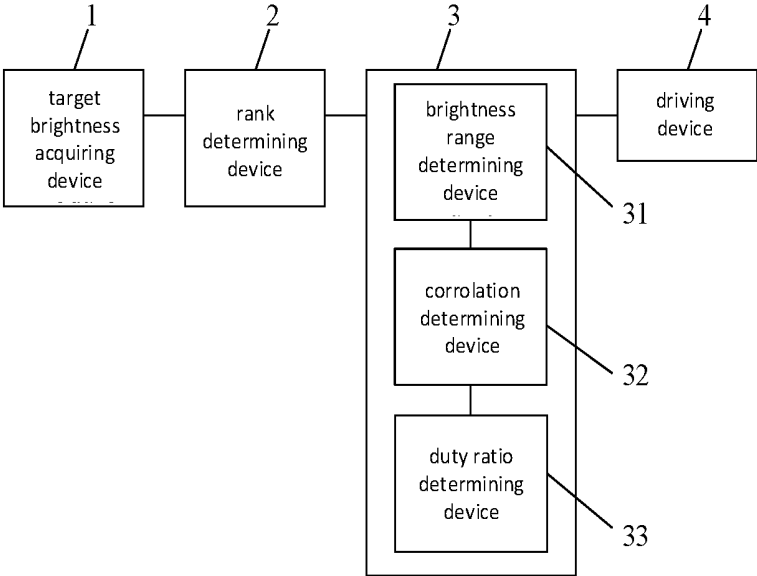 1
2
3
4
target
brightness
acquiring
device
rank
determining
device
brightness
range
determining
device
driving
device
31
corrolation
determining
device
32
duty ratio
determining
device
33